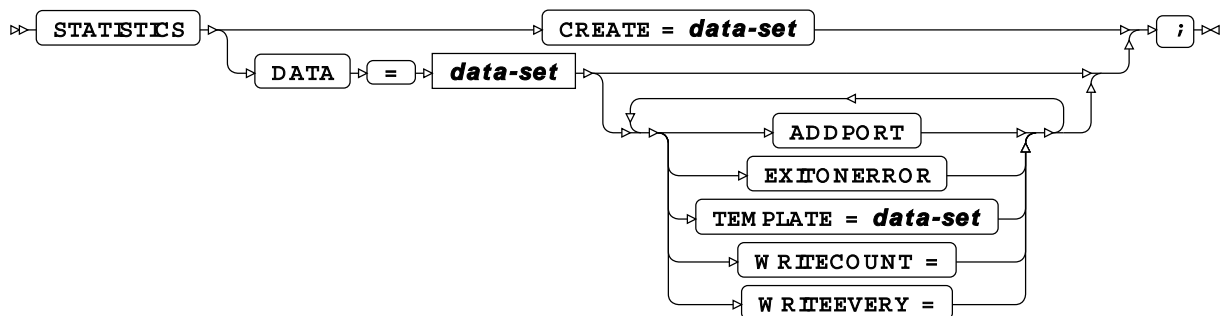 STATISTICS CREATE = data-set ;
DATA = data-set
ADDPORT
EXITONERROR
TEMPLATE = data-set
WRITECOUNT =
WRITEEVERY =